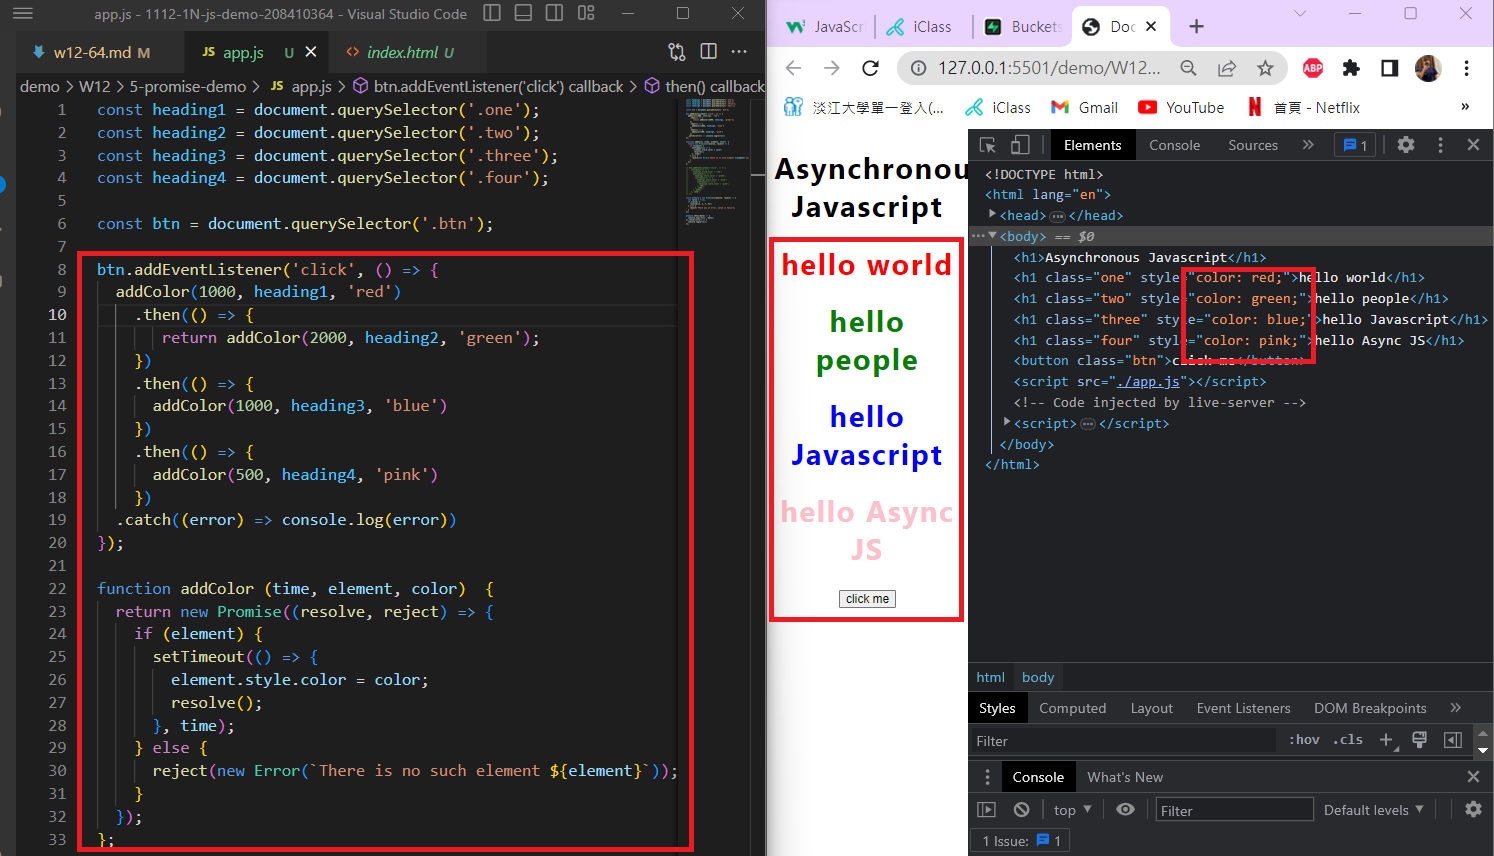 app.js - 1112-1N-js-demo-208410364 - Visual Studio Code
w12-64.md M
JS app.js U
index.html U
demo > W12 > 5-promise-demo > JS app.js > btn.addEventListener('click') callback > then() callback
1 const heading1 = document.querySelector('.one');
2 const heading2 = document.querySelector('.two');
3 const heading3 = document.querySelector('.three');
4 const heading4 = document.querySelector('.four');
5
6 const btn = document.querySelector('.btn');
7
8 btn.addEventListener('click', () => {
9 addColor(1000, heading1, 'red')
10 .then(() => {
11 return addColor(2000, heading2, 'green');
12 })
13 .then(() => {
14 addColor(1000, heading3, 'blue')
15 })
16 .then(() => {
17 addColor(500, heading4, 'pink')
18 })
19 .catch((error) => console.log(error))
20 });
21
22 function addColor (time, element, color) {
23 return new Promise((resolve, reject) => {
24 if (element) {
25 setTimeout(() => {
26 element.style.color = color;
27 resolve();
28 }, time);
29 } else {
30 reject(new Error(`There is no such element ${element}`));
31 }
32 });
33 };
JavaScri
iClass
Buckets
Doc
127.0.0.1:5501/demo/W12...
ABP
淡江大學單一登入(...
iClass
Gmail
YouTube
首頁 - Netflix
»
Asynchronou
Javascript
hello world
hello
people
hello
Javascript
hello Async
JS
click me
Elements
Console
Sources
»
1
<!DOCTYPE html>
<html lang="en">
<head>…</head>
<body> == $0
<h1>Asynchronous Javascript</h1>
<h1 class="one" style="color: red;">hello world</h1>
<h1 class="two" style="color: green;">hello people</h1>
<h1 class="three" style="color: blue;">hello Javascript</h1>
<h1 class="four" style="color: pink;">hello Async JS</h1>
<button class="btn">click me</button>
<script src="./app.js"></script>
<!-- Code injected by live-server -->
<script>…</script>
</body>
</html>
html body
Styles Computed Layout Event Listeners DOM Breakpoints »
Filter :hov .cls +
Console What's New
top Filter Default levels
1 Issue: 1